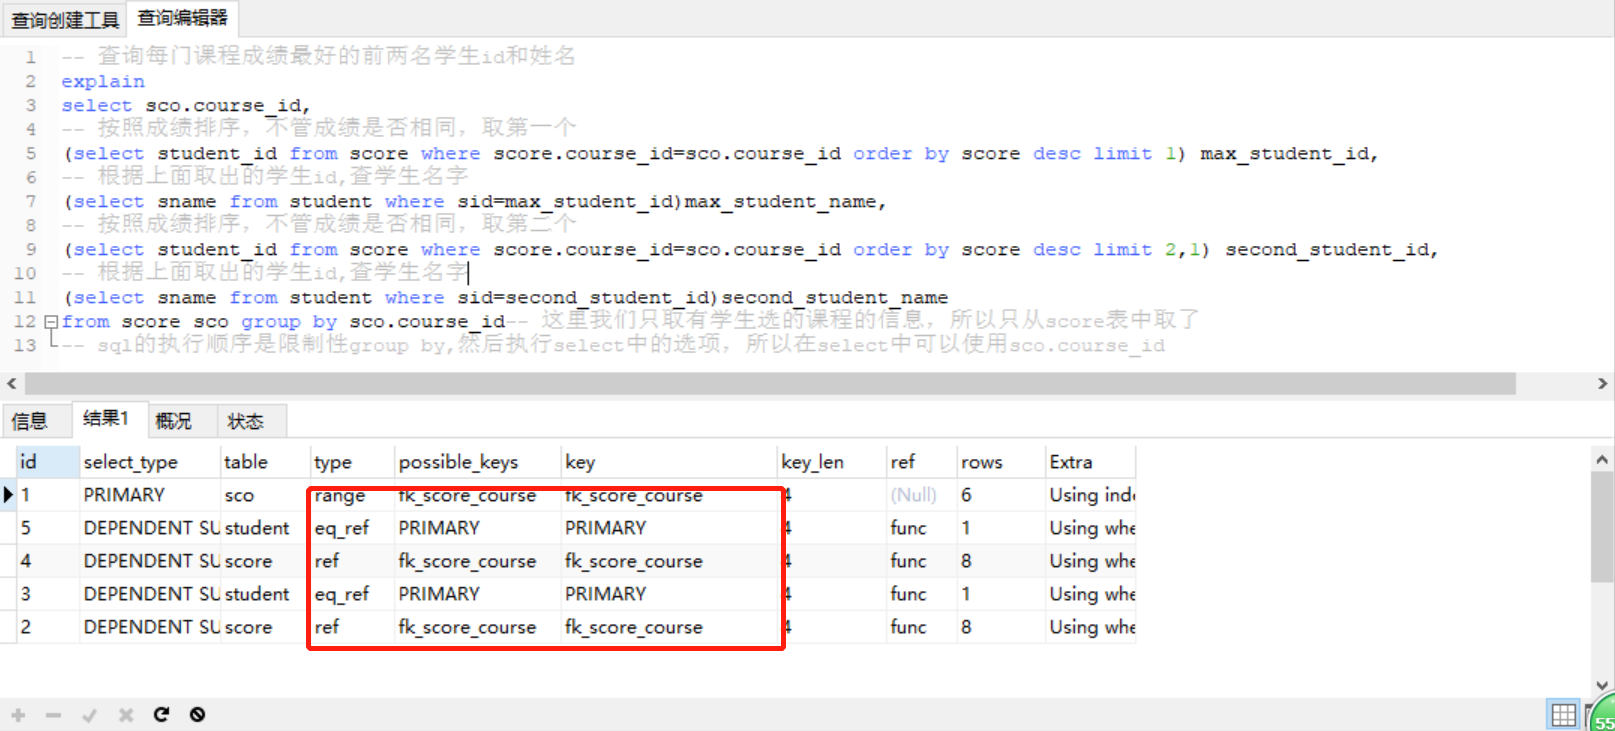 查询创建工具 查询编辑器
1 -- 查询每门课程成绩最好的前两名学生id和姓名
2 explain
3 select sco.course_id,
4 -- 按照成绩排序，不管成绩是否相同，取第一个
5 (select student_id from score where score.course_id=sco.course_id order by score desc limit 1) max_student_id,
6 -- 根据上面取出的学生id,查学生名字
7 (select sname from student where sid=max_student_id)max_student_name,
8 -- 按照成绩排序，不管成绩是否相同，取第二个
9 (select student_id from score where score.course_id=sco.course_id order by score desc limit 2,1) second_student_id,
10 -- 根据上面取出的学生id,查学生名字
11 (select sname from student where sid=second_student_id)second_student_name
12 from score sco group by sco.course_id-- 这里我们只取有学生选的课程的信息，所以只从score表中取了
13 -- sql的执行顺序是限制性group by,然后执行select中的选项，所以在select中可以使用sco.course_id
信息 结果1 概况 状态
id select_type table type possible_keys key key_len ref rows Extra
1 PRIMARY sco range fk_score_course fk_score_course 4 (Null) 6 Using inde
5 DEPENDENT SU student eq_ref PRIMARY PRIMARY 4 func 1 Using whe
4 DEPENDENT SU score ref fk_score_course fk_score_course 4 func 8 Using whe
3 DEPENDENT SU student eq_ref PRIMARY PRIMARY 4 func 1 Using whe
2 DEPENDENT SU score ref fk_score_course fk_score_course 4 func 8 Using whe
55